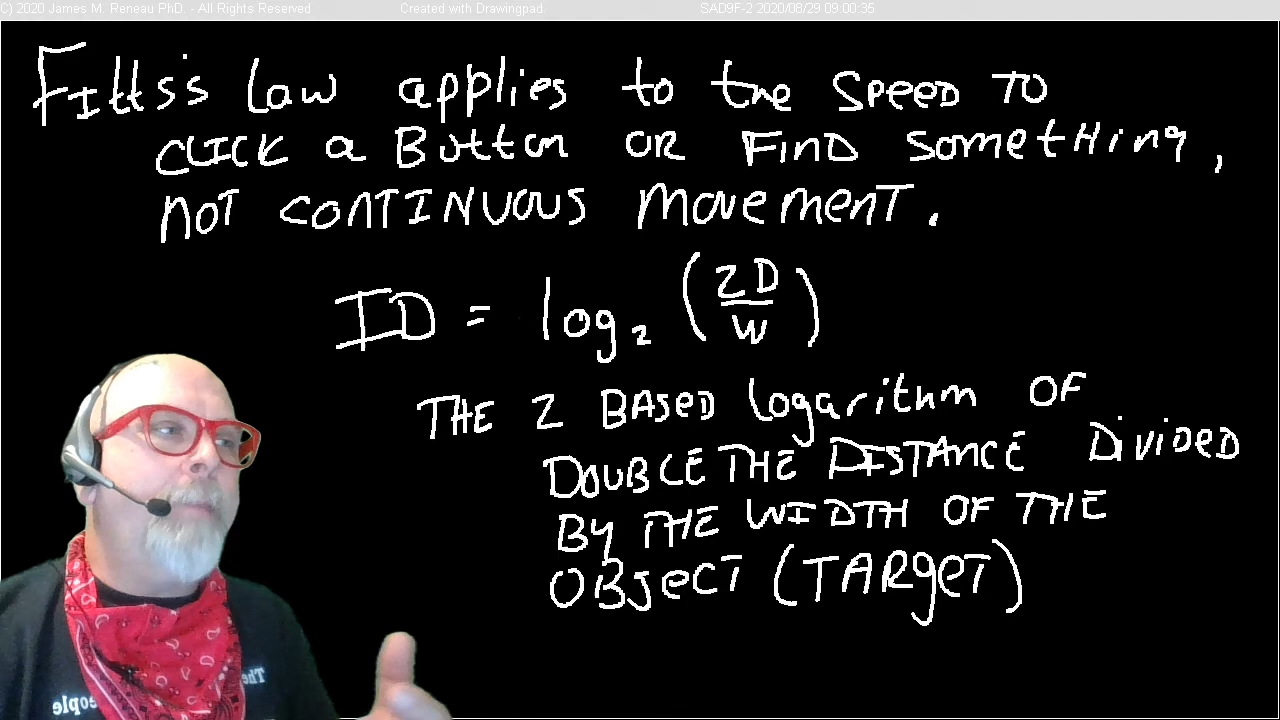 (C) 2020 James M. Reneau PhD. - All Rights Reserved Created with Drawingpad SAD9F-2 2020/08/29 09:00:35
Fitts's law applies to the SPEED TO
CLICK a Button OR FIND Something,
NOT CONTINUOUS Movement.
ID = log₂ (2D/W)
THE 2 BASED logarithm OF
DOUBLE THE DISTANCE DiviDED
BY THE WIDTH OF THE
OBJECT (TARgeT)
The
eople